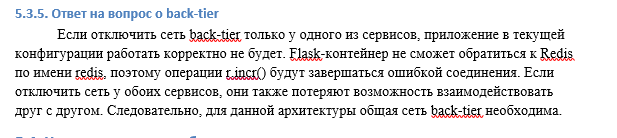 5.3.5. Ответ на вопрос о back-tier
Если отключить сеть back-tier только у одного из сервисов, приложение в текущей
конфигурации работать корректно не будет. Flask-контейнер не сможет обратиться к Redis
по имени redis, поэтому операции r.incr() будут завершаться ошибкой соединения. Если
отключить сеть у обоих сервисов, они также потеряют возможность взаимодействовать
друг с другом. Следовательно, для данной архитектуры общая сеть back-tier необходима.